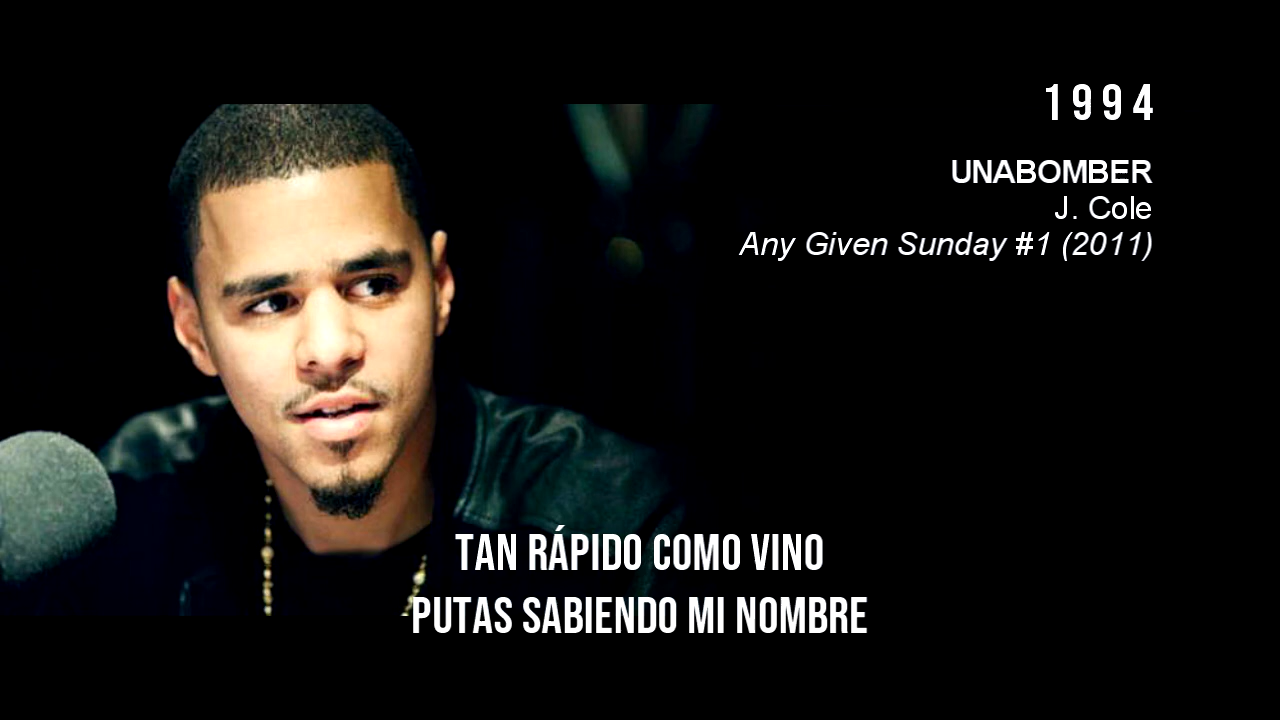 1994
UNABOMBER
J. Cole
Any Given Sunday #1 (2011)
TAN RÁPIDO COMO VINO
PUTAS SABIENDO MI NOMBRE